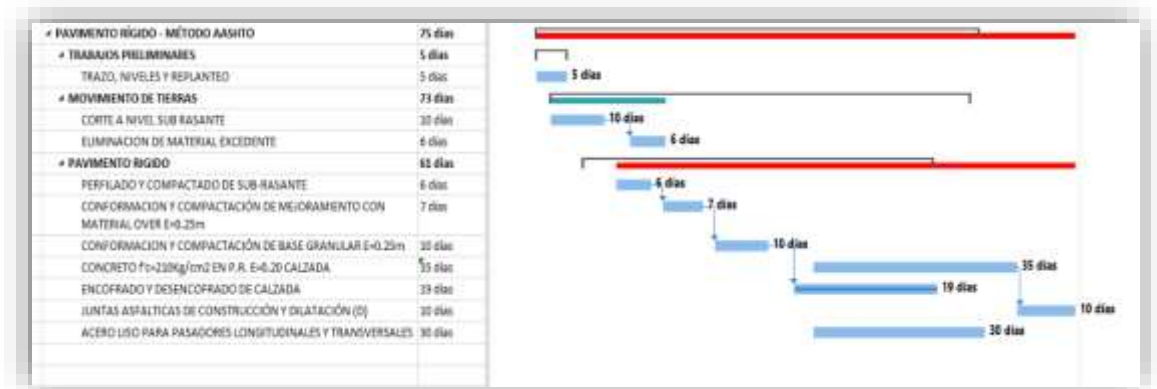 PAVIMENTO RÍGIDO - MÉTODO AASHTO 75 días
TRABAJOS PRELIMINARES 5 días
TRAZO, NIVELES Y REPLANTEO 5 días 5 días
MOVIMIENTO DE TIERRAS 73 días
CORTE A NIVEL SUB RASANTE 10 días 10 días
ELIMINACION DE MATERIAL EXCEDENTE 6 días 6 días
PAVIMENTO RIGIDO 61 días
PERFILADO Y COMPACTADO DE SUB-RASANTE 6 días 6 días
CONFORMACION Y COMPACTACIÓN DE MEJORAMIENTO CON 7 días 7 días
MATERIAL OVER E=0.25m
CONFORMACION Y COMPACTACIÓN DE BASE GRANULAR E=0.25m 10 días 10 días
CONCRETO f'c=210Kg/cm2 EN P.R. E=0.20 CALZADA 35 días 35 días
ENCOFRADO Y DESENCOFRADO DE CALZADA 19 días 19 días
JUNTAS ASFALTICAS DE CONSTRUCCIÓN Y DILATACIÓN (D) 10 días 10 días
ACERO LISO PARA PASADORES LONGITUDINALES Y TRANSVERSALES 30 días 30 días